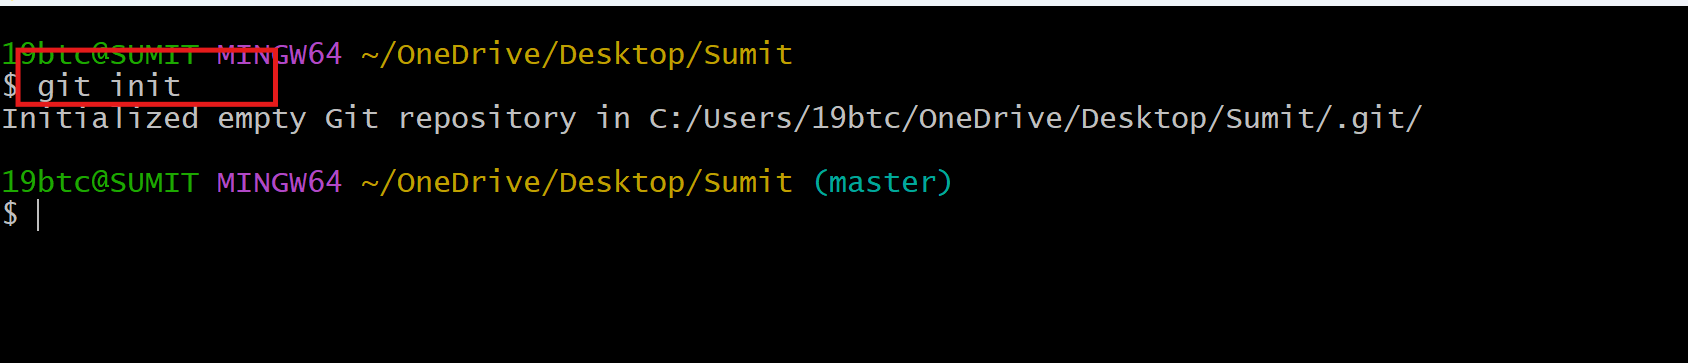 19btc@SUMIT MINGW64 ~/OneDrive/Desktop/Sumit
$ git init
Initialized empty Git repository in C:/Users/19btc/OneDrive/Desktop/Sumit/.git/
19btc@SUMIT MINGW64 ~/OneDrive/Desktop/Sumit (master)
$